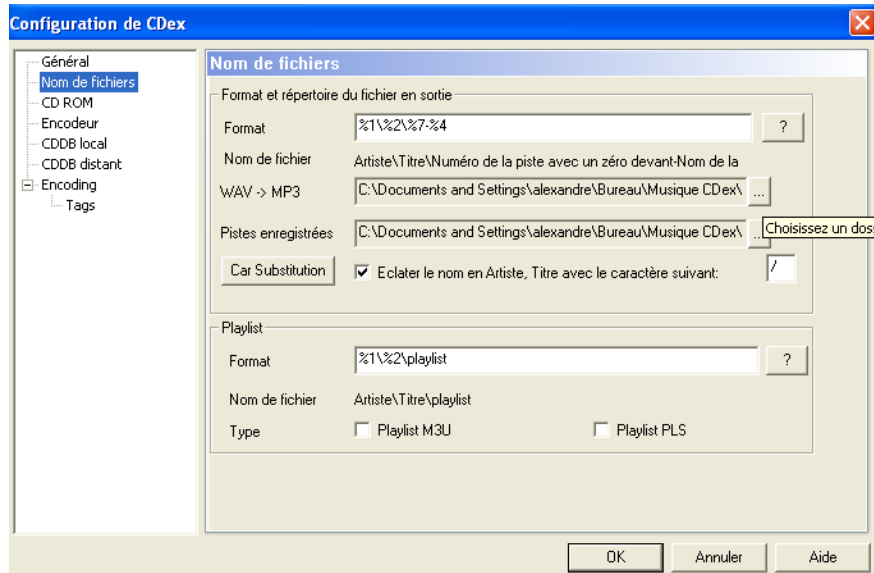 Configuration de CDex
Général
Nom de fichiers
CD ROM
Encodeur
CDDB local
CDDB distant
Encoding
Tags
Nom de fichiers
Format et répertoire du fichier en sortie
Format %1\%2\%7-%4 ?
Nom de fichier Artiste\Titre\Numéro de la piste avec un zéro devant-Nom de la
WAV -> MP3 C:\Documents and Settings\alexandre\Bureau\Musique CDex\ ...
Choisissez un dos
Pistes enregistrées C:\Documents and Settings\alexandre\Bureau\Musique CDex\ ...
Car Substitution Eclater le nom en Artiste, Titre avec le caractère suivant: /
Playlist
Format %1\%2\playlist ?
Nom de fichier Artiste\Titre\playlist
Type Playlist M3U Playlist PLS
OK Annuler Aide